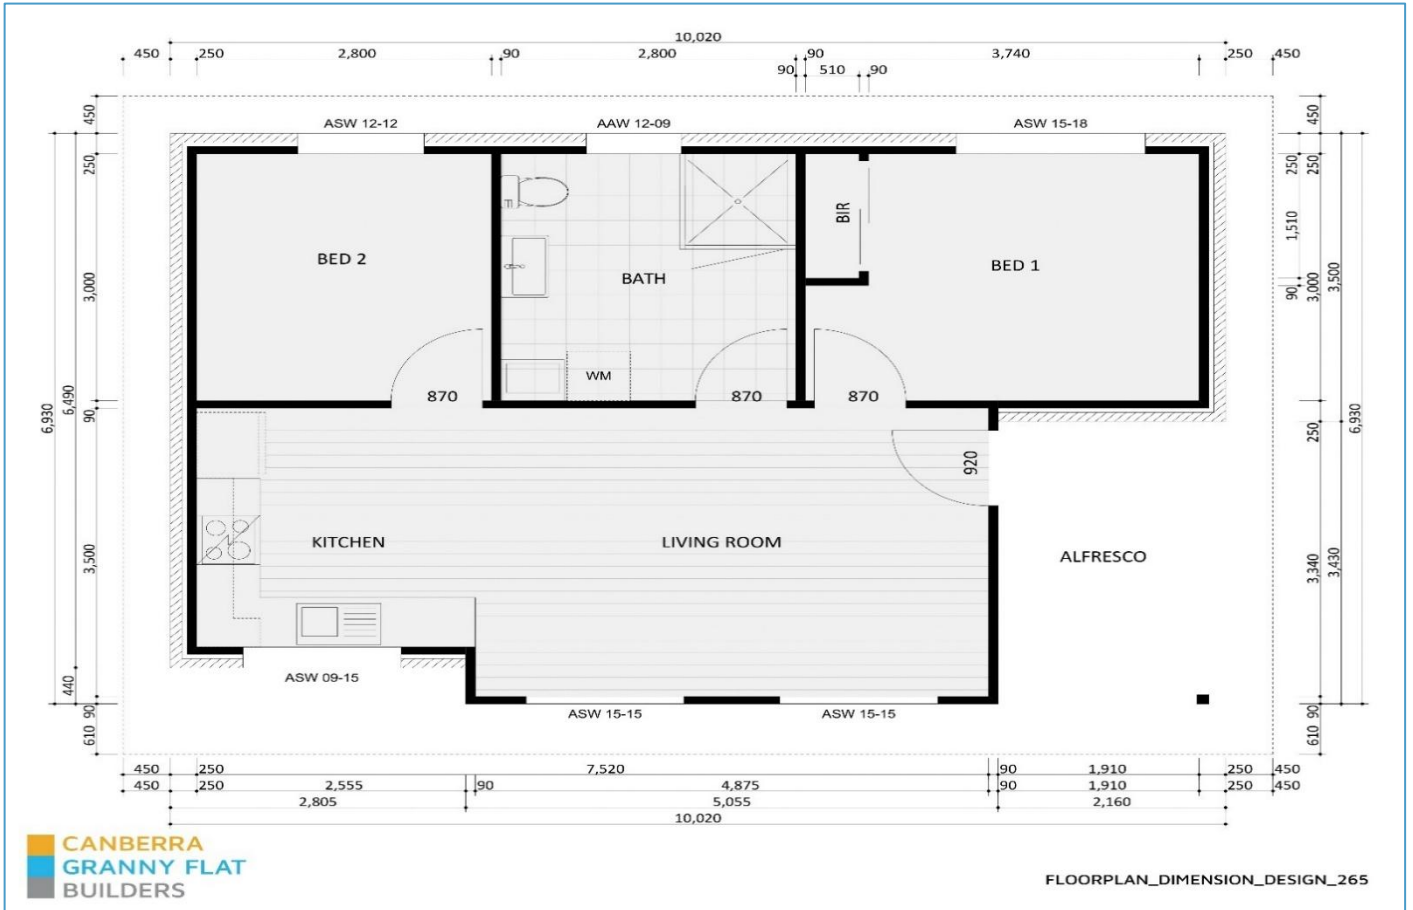 10,020
450 250 2,800 90 2,800 90 3,740 250 450
90 510 90
450 250 3,000 90 3,500 440 90 610
6,930 6,490
ASW 12-12 AAW 12-09 ASW 15-18
450 250 3,000 250 3,340 90 610
250 1,510 90
3,500 3,430
6,930
BIR
BED 2 BATH BED 1
WM
870 870 870
920
KITCHEN LIVING ROOM ALFRESCO
ASW 09-15
ASW 15-15 ASW 15-15
450 250 7,520 90 1,910 250 450
450 250 2,555 90 4,875 90 1,910 250 450
2,805 5,055 2,160
10,020
CANBERRA
GRANNY FLAT
BUILDERS
FLOORPLAN_DIMENSION_DESIGN_265